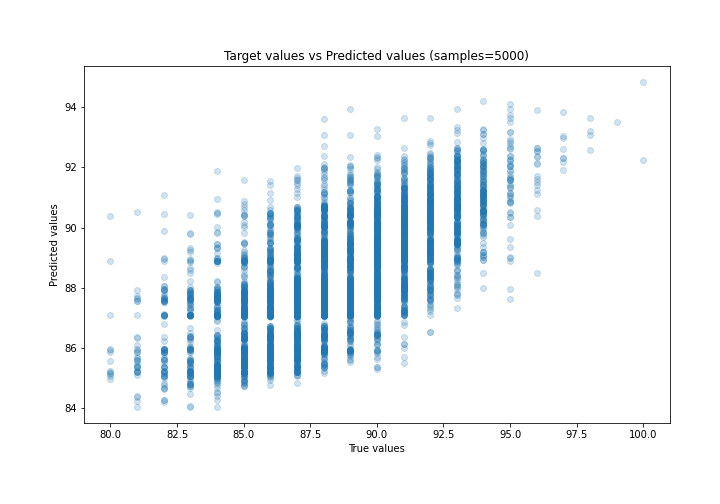 Target values vs Predicted values (samples=5000)
94
92
90
88
86
84
Predicted values
80.0 82.5 85.0 87.5 90.0 92.5 95.0 97.5 100.0
True values